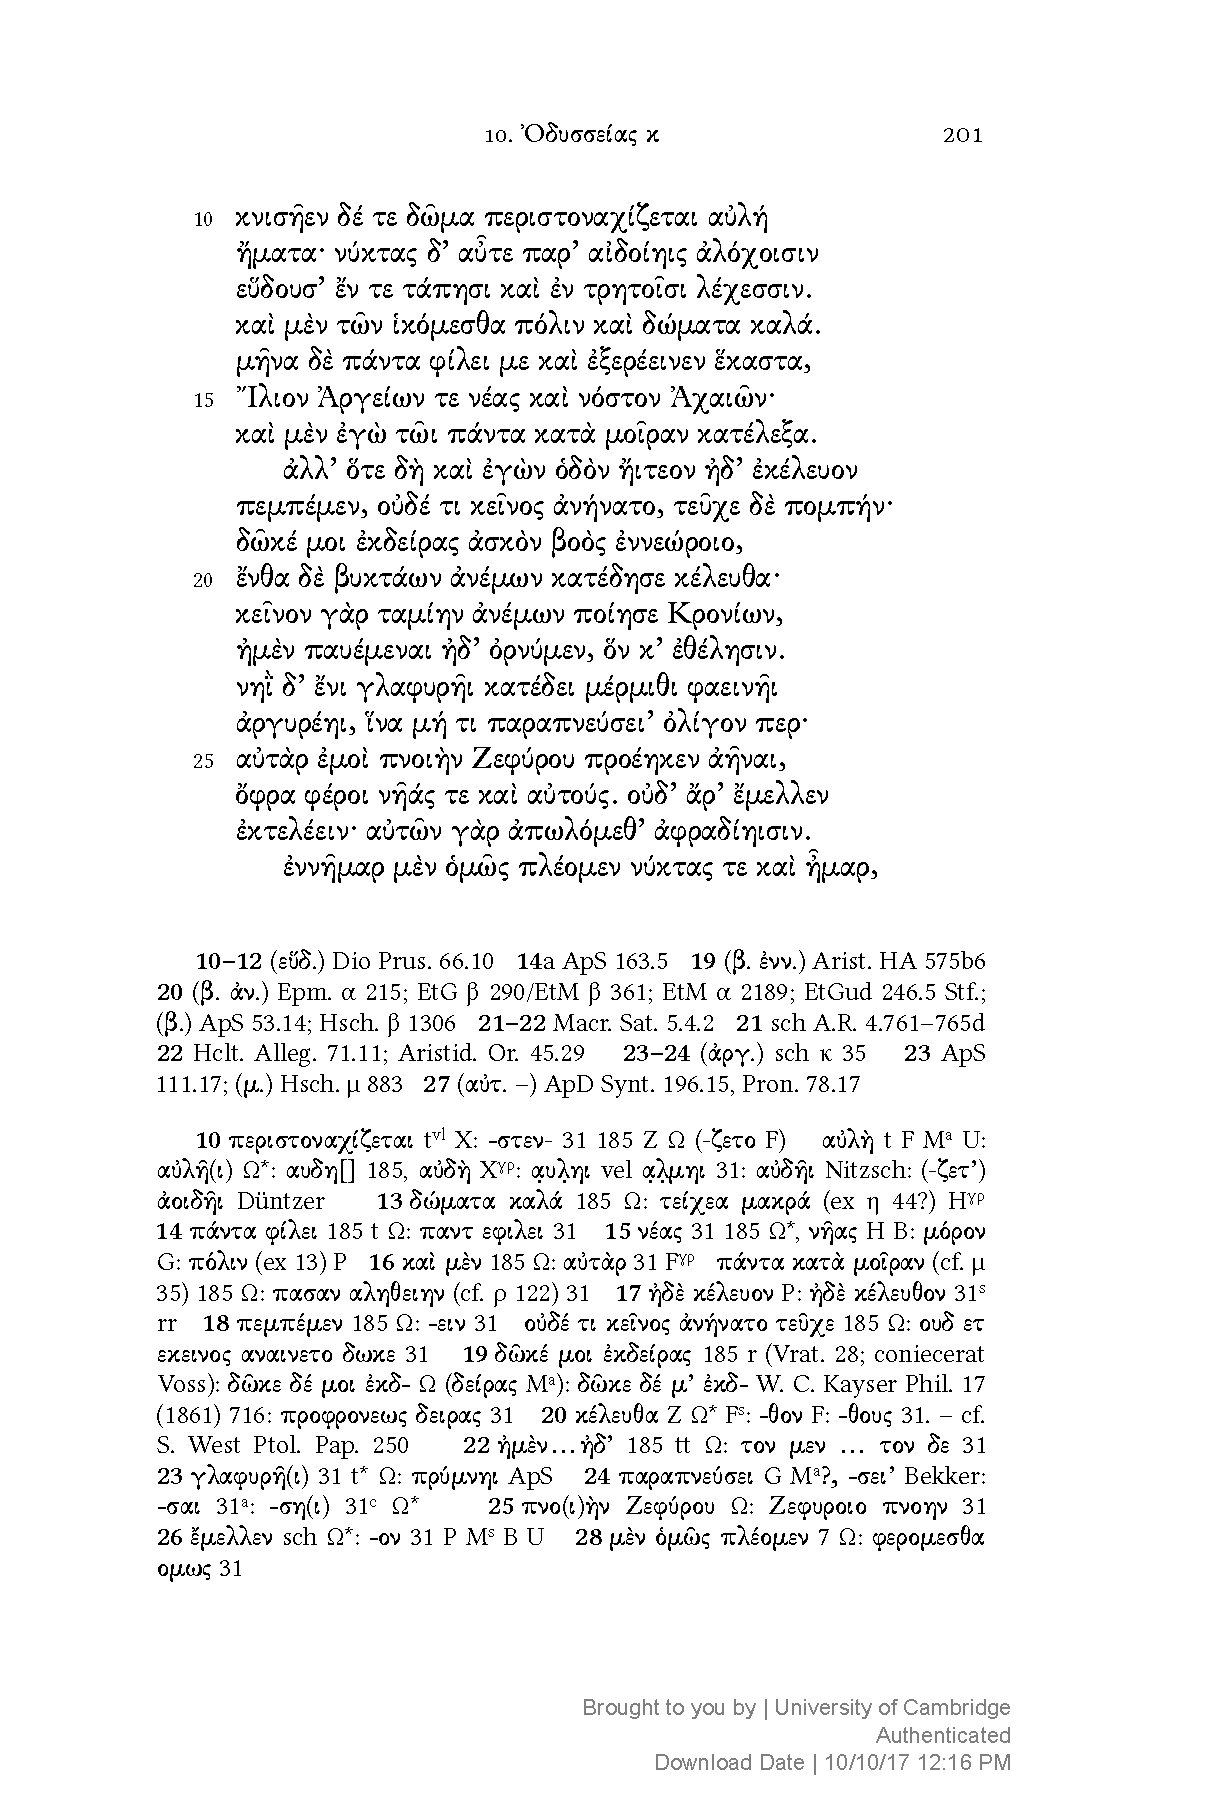 10. Ὀδυσσείας κ 201
10 κνισῆεν δέ τε δῶμα περιστοναχίζεται αὐλή
ἤματα· νύκτας δ’ αὖτε παρ’ αἰδοίηις ἀλόχοισιν
εὕδουσ’ ἔν τε τάπησι καὶ ἐν τρητοῖσι λέχεσσιν.
καὶ μὲν τῶν ἱκόμεσθα πόλιν καὶ δώματα καλά.
μῆνα δὲ πάντα φίλει με καὶ ἐξερέεινεν ἕκαστα,
15 Ἴλιον Ἀργείων τε νέας καὶ νόστον Ἀχαιῶν·
καὶ μὲν ἐγὼ τῶι πάντα κατὰ μοῖραν κατέλεξα.
ἀλλ’ ὅτε δὴ καὶ ἐγὼν ὁδὸν ἤιτεον ἠδ’ ἐκέλευον
πεμπέμεν, οὐδέ τι κεῖνος ἀνήνατο, τεῦχε δὲ πομπήν·
δῶκέ μοι ἐκδείρας ἀσκὸν βοὸς ἐννεώροιο,
20 ἔνθα δὲ βυκτάων ἀνέμων κατέδησε κέλευθα·
κεῖνον γὰρ ταμίην ἀνέμων ποίησε Κρονίων,
ἠμὲν παυέμεναι ἠδ’ ὀρνύμεν, ὅν κ’ ἐθέλησιν.
νηῒ δ’ ἔνι γλαφυρῆι κατέδει μέρμιθι φαεινῆι
ἀργυρέηι, ἵνα μή τι παραπνεύσει’ ὀλίγον περ·
25 αὐτὰρ ἐμοὶ πνοιὴν Ζεφύρου προέηκεν ἀῆναι,
ὄφρα φέροι νῆάς τε καὶ αὐτούς. οὐδ’ ἄρ’ ἔμελλεν
ἐκτελέειν· αὐτῶν γὰρ ἀπωλόμεθ’ ἀφραδίηισιν.
ἐννῆμαρ μὲν ὁμῶς πλέομεν νύκτας τε καὶ ἦμαρ,
10–12 (εὕδ.) Dio Prus. 66.10 14a ApS 163.5 19 (β. ἐνν.) Arist. HA 575b6
20 (β. ἀν.) Epm. α 215; EtG β 290/EtM β 361; EtM α 2189; EtGud 246.5 Stf.;
(β.) ApS 53.14; Hsch. β 1306 21–22 Macr. Sat. 5.4.2 21 sch A.R. 4.761–765d
22 Hclt. Alleg. 71.11; Aristid. Or. 45.29 23–24 (ἀργ.) sch κ 35 23 ApS
111.17; (μ.) Hsch. μ 883 27 (αὐτ. –) ApD Synt. 196.15, Pron. 78.17
10 περιστοναχίζεται tᵛˡ X: -στεν- 31 185 Z Ω (-ζετο F) αὐλὴ t F Mᵃ U:
αὐλῆ(ι) Ω*: αυδη[] 185, αὐδὴ Xᵞᵖ: α̣υλ̣ηι vel α̣λ̣μηι 31: αὐδῆι Nitzsch: (-ζετ’)
ἀοιδῆι Düntzer 13 δώματα καλά 185 Ω: τείχεα μακρά (ex η 44?) Hᵞᵖ
14 πάντα φίλει 185 t Ω: παντ εφιλει 31 15 νέας 31 185 Ω*, νῆας H B: μόρον
G: πόλιν (ex 13) P 16 καὶ μὲν 185 Ω: αὐτὰρ 31 Fᵞᵖ πάντα κατὰ μοῖραν (cf. μ
35) 185 Ω: πασαν αληθειην (cf. ρ 122) 31 17 ἠδὲ κέλευον P: ἠδὲ κέλευθον 31ˢ
rr 18 πεμπέμεν 185 Ω: -ειν 31 οὐδέ τι κεῖνος ἀνήνατο τεῦχε 185 Ω: ουδ ετ
εκεινος αναινετο δωκε 31 19 δῶκέ μοι ἐκδείρας 185 r (Vrat. 28; coniecerat
Voss): δῶκε δέ μοι ἐκδ- Ω (δείρας Mᵃ): δῶκε δέ μ’ ἐκδ- W. C. Kayser Phil. 17
(1861) 716: προφρονεως δειρας 31 20 κέλευθα Z Ω* Fˢ: -θον F: -θους 31. – cf.
S. West Ptol. Pap. 250 22 ἠμὲν…ἠδ’ 185 tt Ω: τον μεν … τον δε 31
23 γλαφυρῆ(ι) 31 t* Ω: πρύμνηι ApS 24 παραπνεύσει G Mᵃ?, -σει’ Bekker:
-σαι 31ᵃ: -ση(ι) 31ᶜ Ω* 25 πνο(ι)ὴν Ζεφύρου Ω: Ζεφυροιο πνοην 31
26 ἔμελλεν sch Ω*: -ον 31 P Mˢ B U 28 μὲν ὁμῶς πλέομεν 7 Ω: φερομεσθα
ομως 31
Brought to you by | University of Cambridge
Authenticated
Download Date | 10/10/17 12:16 PM